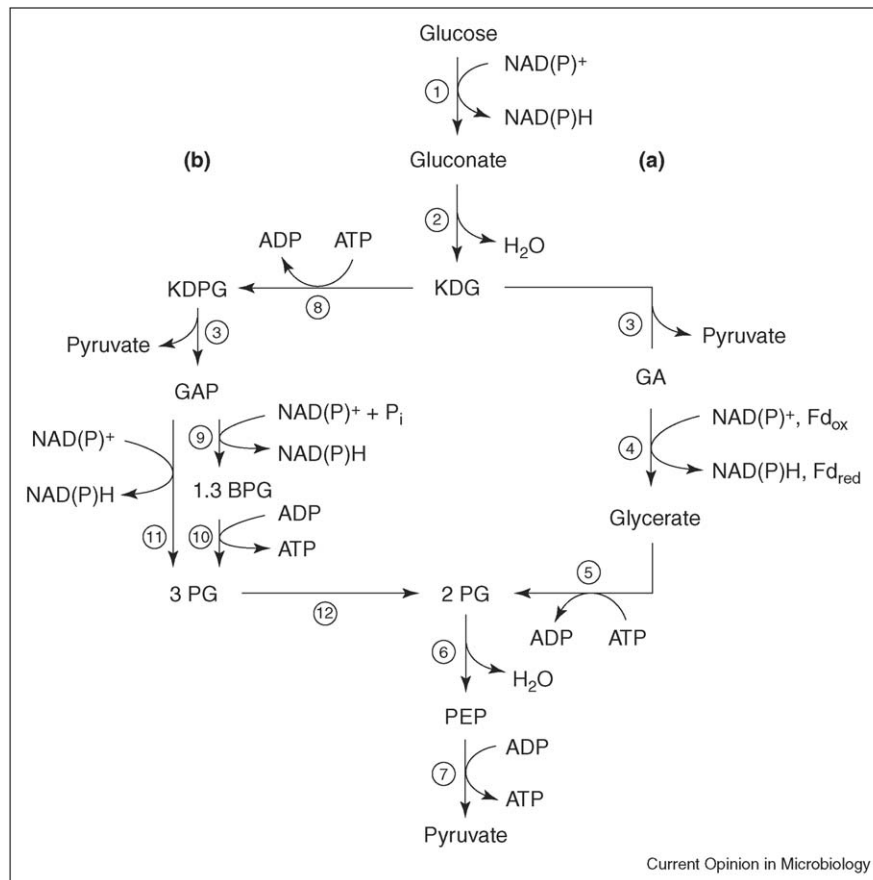 Glucose
NAD(P)+
①
NAD(P)H
(b)
Gluconate
(a)
②
ADP
ATP
H2O
KDPG
KDG
⑧
③
Pyruvate
③
Pyruvate
GAP
GA
NAD(P)+ + Pi
NAD(P)+
⑨
NAD(P)H
NAD(P)+, Fdox
④
NAD(P)H
1.3 BPG
NAD(P)H, Fdred
ADP
Glycerate
⑪
⑩
ATP
⑤
3 PG
2 PG
⑫
ADP
ATP
⑥
H2O
PEP
ADP
⑦
ATP
Pyruvate
Current Opinion in Microbiology